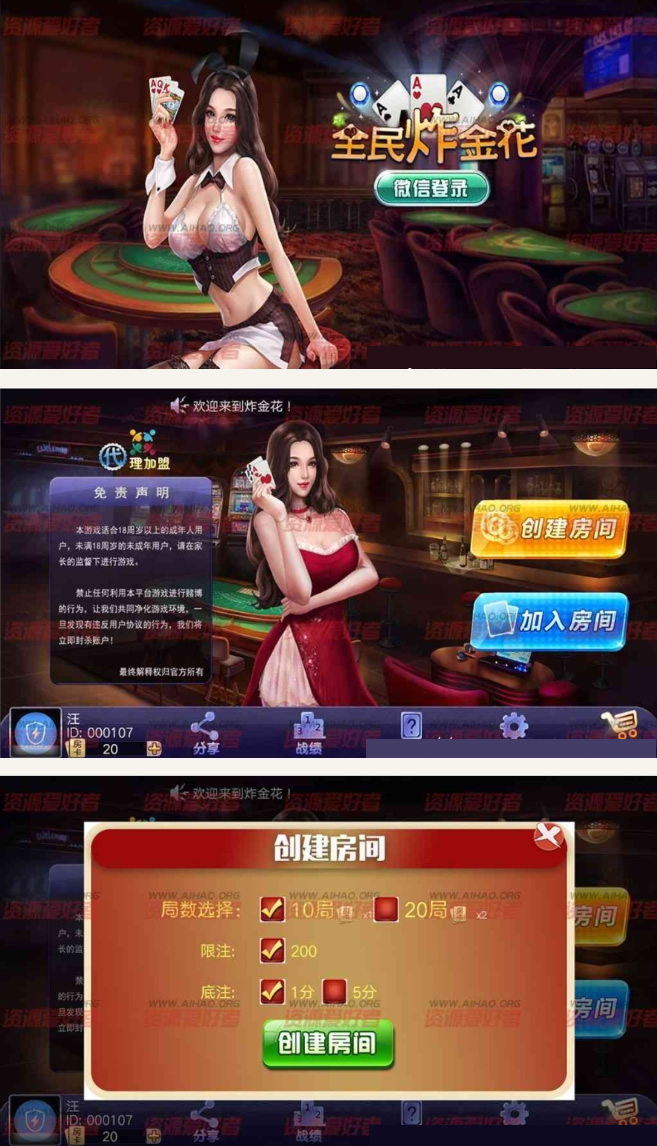 资源爱好者
WWW.AIHAO.ORG
A Q K
A A A
全民炸金花
微信登录
欢迎来到炸金花！
代理加盟
免责声明
本游戏适合18周岁以上的成年人用
户，未满18周岁的未成年用户，请在家
长的监督下进行游戏。
禁止任何利用本平台游戏进行赌博
的行为，让我们共同净化游戏环境，一
旦发现有违反用户协议的行为，我们将
立即封杀账户！
最终解释权归官方所有
创建房间
加入房间
汪
ID: 000107
房卡 20
分享
战绩
欢迎来到炸金花！
创建房间
局数选择：
10局
20局 x2
限注:
200
底注:
1分
5分
创建房间
房间
房间
汪
ID: 000107
房卡 20
分享
战绩